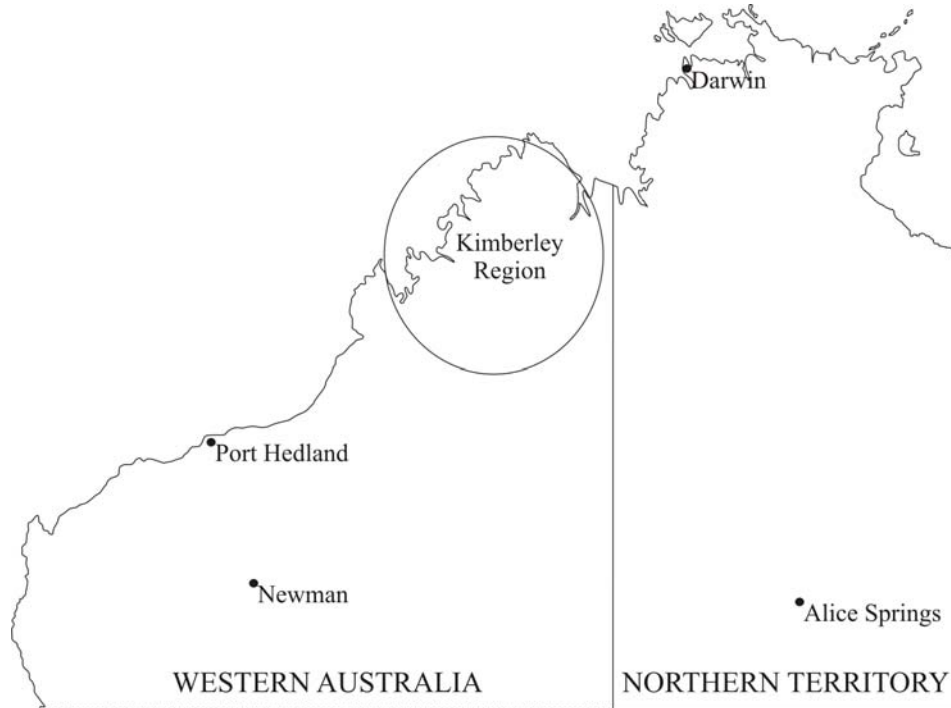 Darwin
Kimberley
Region
Port Hedland
Newman
Alice Springs
WESTERN AUSTRALIA
NORTHERN TERRITORY